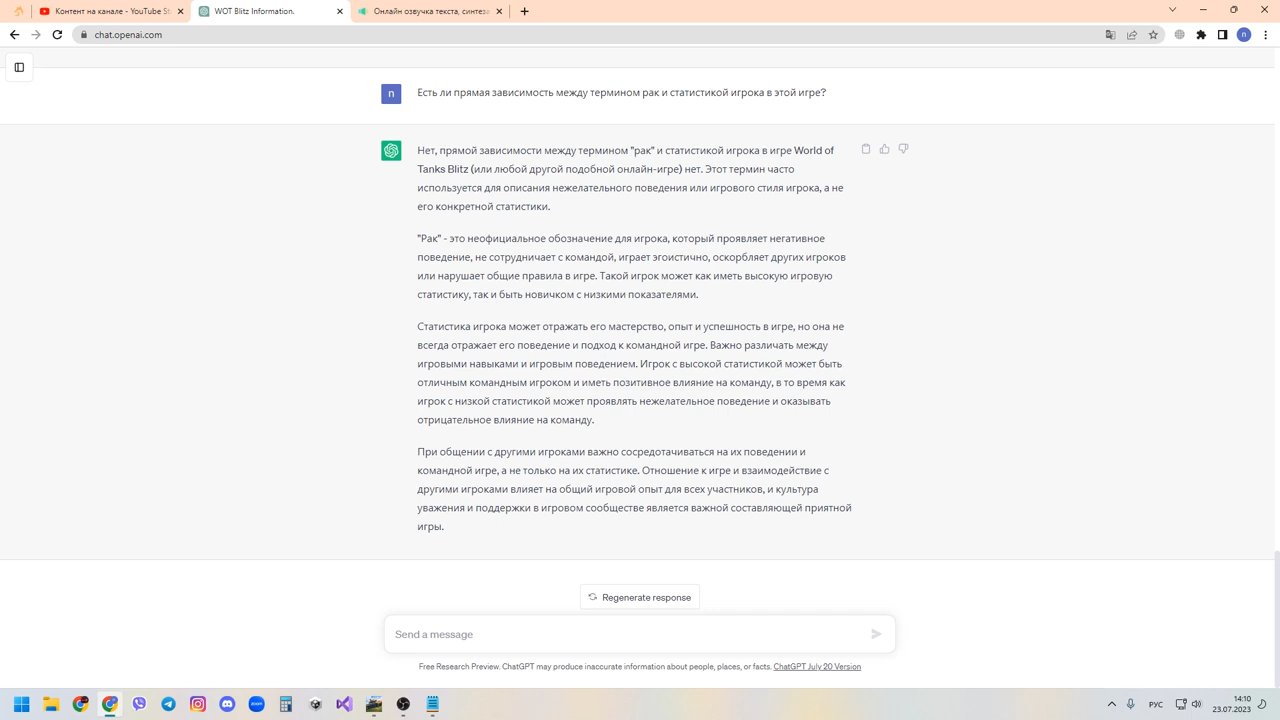 Контент на канале - YouTube St
WOT Blitz Information.
Онлайн озвучка текста, синтез
chat.openai.com
n
n
Есть ли прямая зависимость между термином рак и статистикой игрока в этой игре?
Нет, прямой зависимости между термином "рак" и статистикой игрока в игре World of
Tanks Blitz (или любой другой подобной онлайн-игре) нет. Этот термин часто
используется для описания нежелательного поведения или игрового стиля игрока, а не
его конкретной статистики.
"Рак" - это неофициальное обозначение для игрока, который проявляет негативное
поведение, не сотрудничает с командой, играет эгоистично, оскорбляет других игроков
или нарушает общие правила в игре. Такой игрок может как иметь высокую игровую
статистику, так и быть новичком с низкими показателями.
Статистика игрока может отражать его мастерство, опыт и успешность в игре, но она не
всегда отражает его поведение и подход к командной игре. Важно различать между
игровыми навыками и игровым поведением. Игрок с высокой статистикой может быть
отличным командным игроком и иметь позитивное влияние на команду, в то время как
игрок с низкой статистикой может проявлять нежелательное поведение и оказывать
отрицательное влияние на команду.
При общении с другими игроками важно сосредотачиваться на их поведении и
командной игре, а не только на их статистике. Отношение к игре и взаимодействие с
другими игроками влияет на общий игровой опыт для всех участников, и культура
уважения и поддержки в игровом сообществе является важной составляющей приятной
игры.
Regenerate response
Send a message
Free Research Preview. ChatGPT may produce inaccurate information about people, places, or facts. ChatGPT July 20 Version
zoom
РУС
14:10
23.07.2023